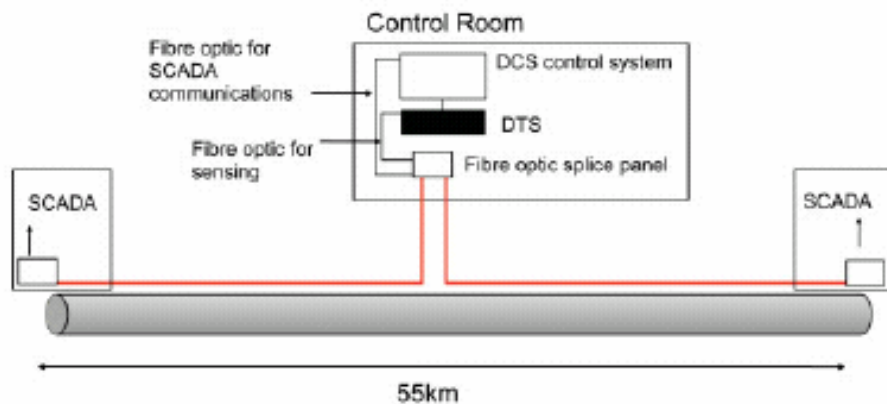 Control Room
Fibre optic for
SCADA
communications
DCS control system
DTS
Fibre optic for
sensing
Fibre optic splice panel
SCADA
SCADA
55km